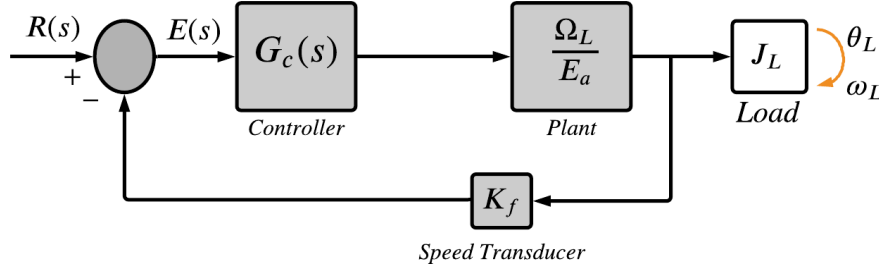 R(s)
+
−
E(s)
G_c(s)
Controller
Ω_L
E_a
Plant
J_L
Load
θ_L
ω_L
K_f
Speed Transducer